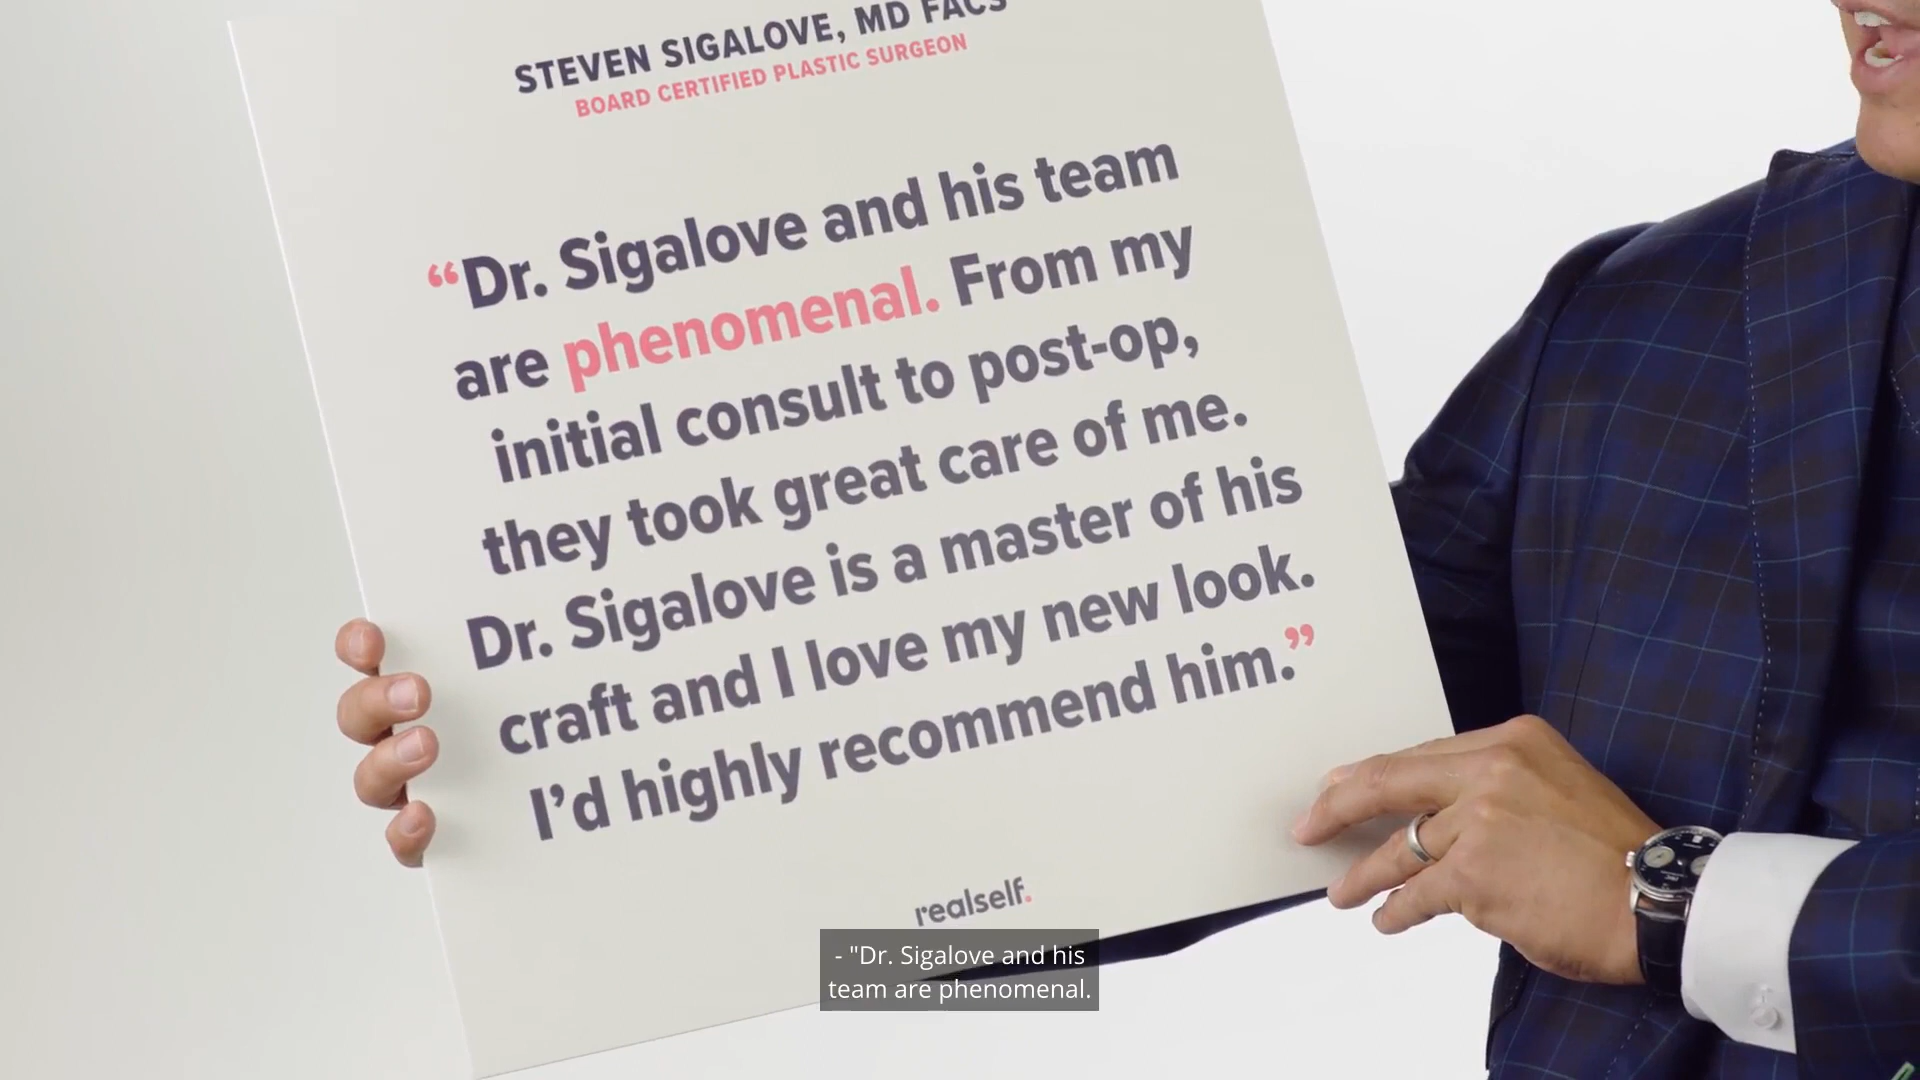 STEVEN SIGALOVE, MD FACS
BOARD CERTIFIED PLASTIC SURGEON
“Dr. Sigalove and his team
are phenomenal. From my
initial consult to post-op,
they took great care of me.
Dr. Sigalove is a master of his
craft and I love my new look.
I’d highly recommend him.”
realself.
- "Dr. Sigalove and his
team are phenomenal.